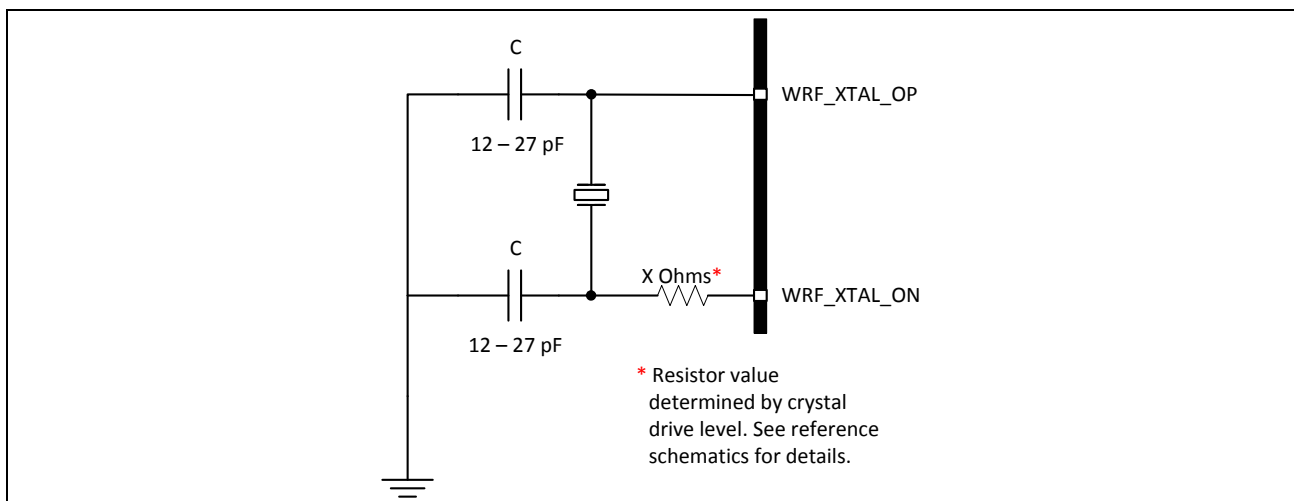 C
WRF_XTAL_OP
12 – 27 pF
C
X Ohms*
WRF_XTAL_ON
12 – 27 pF
* Resistor value
determined by crystal
drive level. See reference
schematics for details.